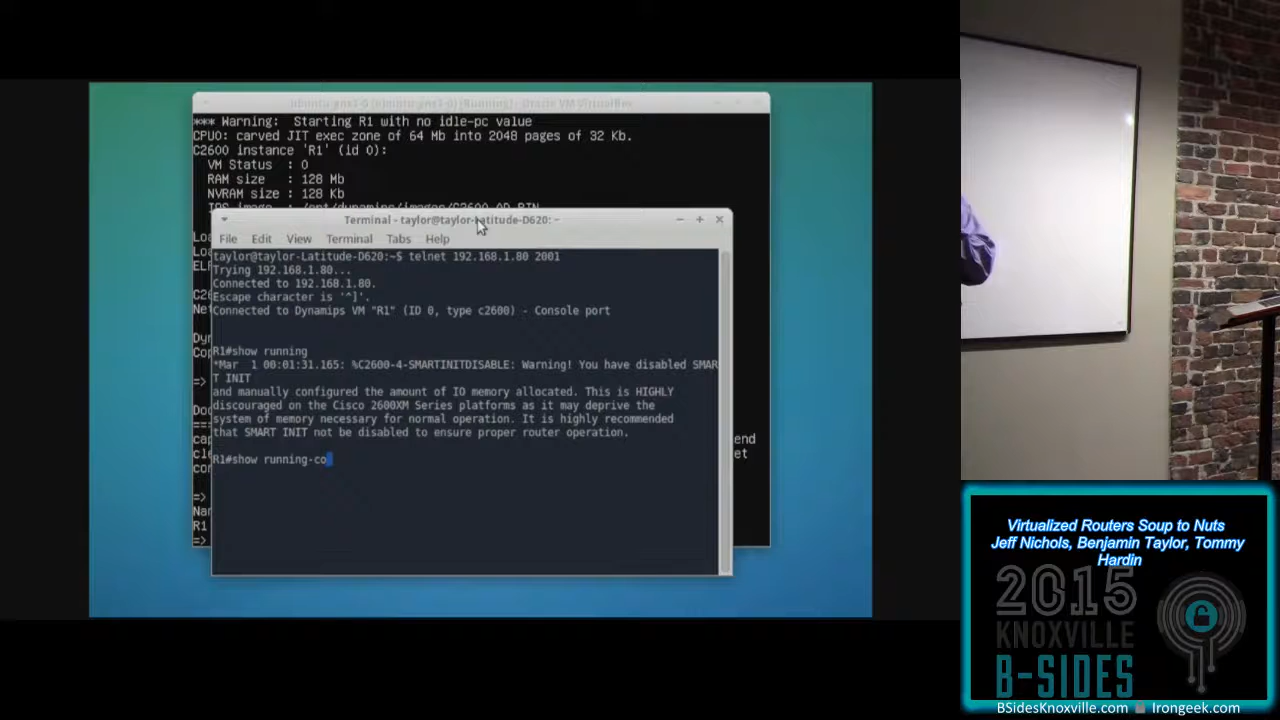 *** Warning:  Starting R1 with no idle-pc value
CPU0: carved JIT exec zone of 64 Mb into 2048 pages of 32 Kb.
C2600 instance 'R1' (id 0):
VM Status  : 0
RAM size   : 128 Mb
NVRAM size : 128 Kb
Terminal - taylor@taylor-Latitude-D620: ~
File Edit View Terminal Tabs Help
taylor@taylor-Latitude-D620:~$ telnet 192.168.1.80 2001
Trying 192.168.1.80...
Connected to 192.168.1.80.
Escape character is '^]'.
Connected to Dynamips VM "R1" (ID 0, type c2600) - Console port
R1#show running
*Mar  1 00:01:31.165: %C2600-4-SMARTINITDISABLE: Warning! You have disabled SMAR
T INIT
and manually configured the amount of IO memory allocated. This is HIGHLY
discouraged on the Cisco 2600XM Series platforms as it may deprive the
system of memory necessary for normal operation. It is highly recommended
that SMART INIT not be disabled to ensure proper router operation.
R1#show running-co
=>
=>
R1
=>
Virtualized Routers Soup to Nuts
Jeff Nichols, Benjamin Taylor, Tommy
Hardin
2015
KNOXVILLE
B-SIDES
BSidesKnoxville.com
Irongeek.com